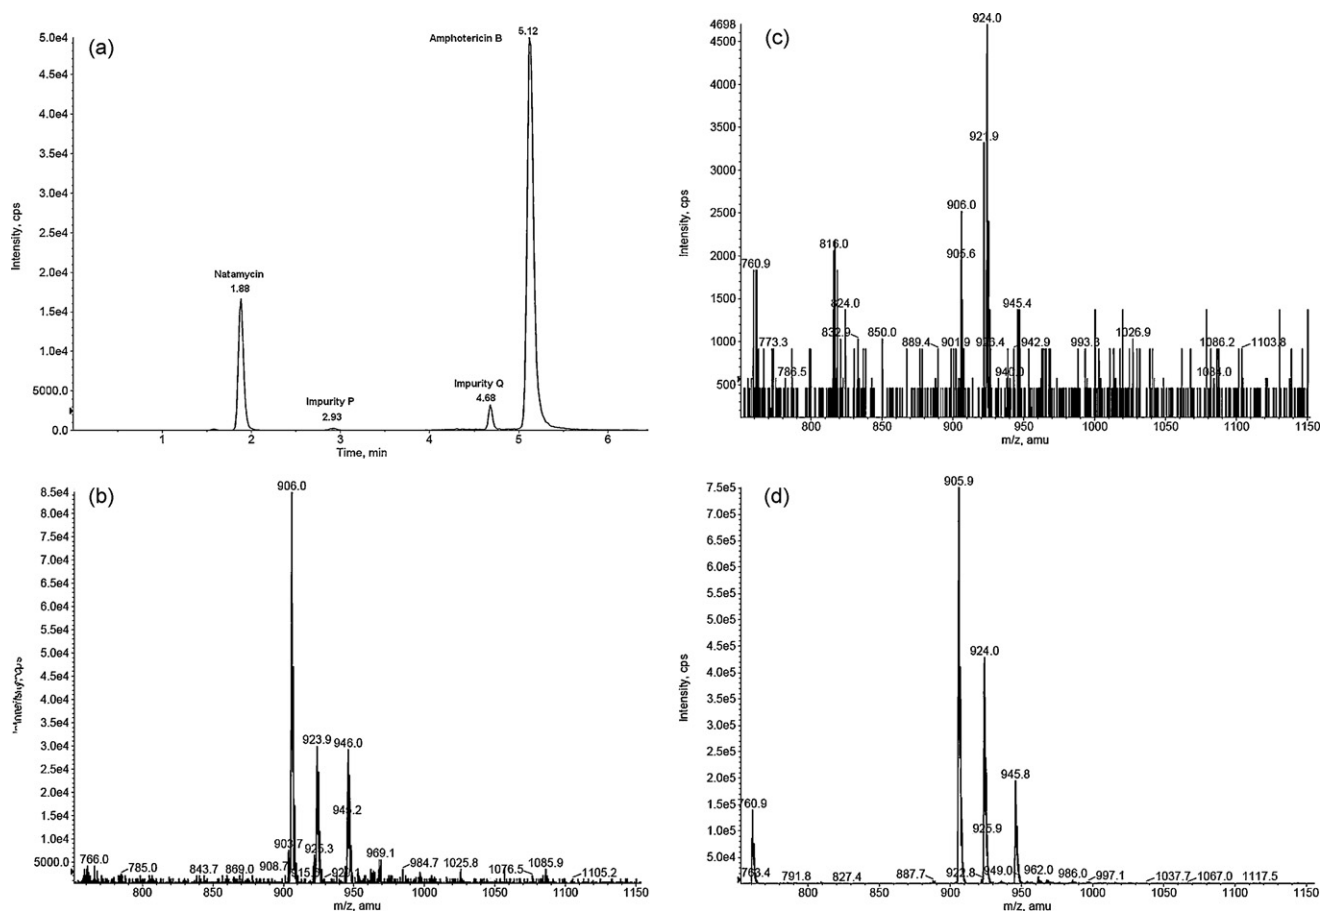 (a)
5.0e4
4.5e4
4.0e4
3.5e4
3.0e4
2.5e4
2.0e4
1.5e4
1.0e4
5000.0
0.0
Intensity, cps
Amphotericin B
5.12
Natamycin
1.88
Impurity P
2.93
Impurity Q
4.68
1 2 3 4 5 6
Time, min
(c)
4698
4500
4000
3500
3000
2500
2000
1500
1000
500
Intensity, cps
924.0
921.9
906.0
905.6
816.0
760.9
824.0
945.4
773.3
832.9
850.0
889.4
901.9
923.4
942.9
993.3
1026.9
1086.2
1103.8
786.5
940.0
1084.0
800 850 900 950 1000 1050 1100 1150
m/z, amu
(b)
8.5e4
8.0e4
7.5e4
7.0e4
6.5e4
6.0e4
5.5e4
5.0e4
4.5e4
4.0e4
3.5e4
3.0e4
2.5e4
2.0e4
1.5e4
1.0e4
5000.0
906.0
923.9
946.0
945.2
903.7
925.3
969.1
766.0
785.0
843.7
869.0
908.7
984.7
1025.8
1076.5
1085.9
1105.2
800 850 900 950 1000 1050 1100 1150
m/z, amu
(d)
7.5e5
7.0e5
6.5e5
6.0e5
5.5e5
5.0e5
4.5e5
4.0e5
3.5e5
3.0e5
2.5e5
2.0e5
1.5e5
1.0e5
5.0e4
Intensity, cps
905.9
924.0
945.8
760.9
925.9
763.4
791.8
827.4
887.7
922.8
949.0
962.0
986.0
997.1
1037.7
1067.0
1117.5
800 850 900 950 1000 1050 1100 1150
m/z, amu